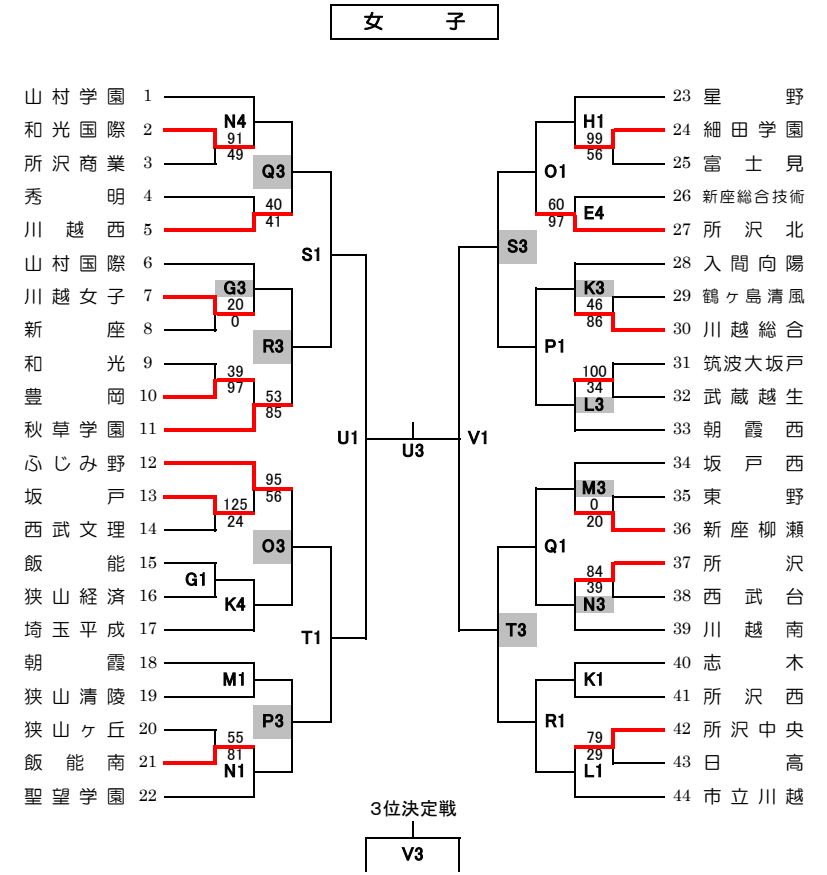 女 子
山村学園 1
N4
和光国際 2
91
49
所沢商業 3
Q3
秀明 4
40
41
川越西 5
S1
山村国際 6
G3
川越女子 7
20
0
新座 8
R3
和光 9
39
97
豊岡 10
53
85
秋草学園 11
U1
ふじみ野 12
95
56
坂戸 13
125
24
西武文理 14
O3
飯能 15
G1
狭山経済 16
K4
埼玉平成 17
T1
朝霞 18
M1
狭山清陵 19
P3
狭山ヶ丘 20
55
81
飯能南 21
N1
聖望学園 22
U3
23 星野
H1
24 細田学園
99
56
25 富士見
O1
26 新座総合技術
E4
60
97
27 所沢北
S3
28 入間向陽
K3
29 鶴ヶ島清風
46
86
30 川越総合
P1
31 筑波大坂戸
100
34
32 武蔵越生
L3
33 朝霞西
V1
34 坂戸西
M3
35 東野
0
20
36 新座柳瀬
Q1
37 所沢
84
39
38 西武台
N3
39 川越南
T3
40 志木
K1
41 所沢西
R1
42 所沢中央
79
29
43 日高
L1
44 市立川越
3位決定戦
V3